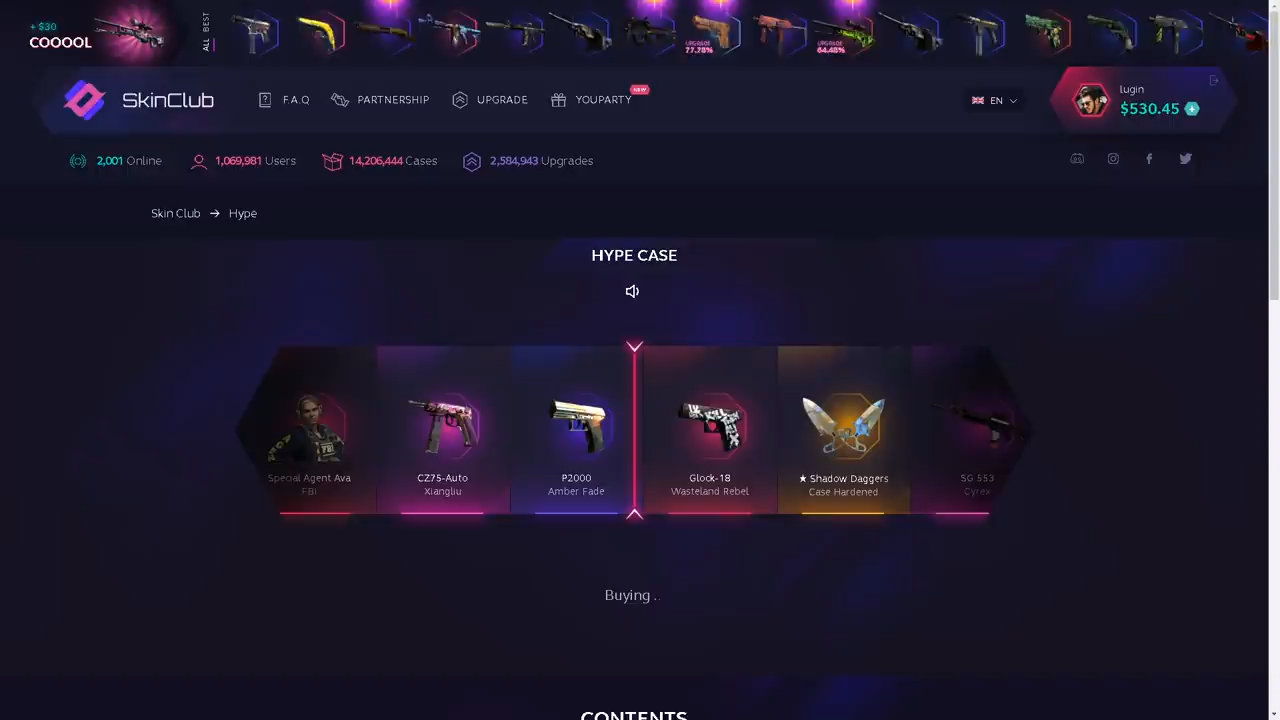 + $30
COOOOL
ALL BEST
UPGRADE
77.78%
UPGRADE
64.48%
SkinClub
F.A.Q
PARTNERSHIP
UPGRADE
YOUPARTY
NEW
EN
lugin
$530.45
2,001 Online
1,069,981 Users
14,206,444 Cases
2,584,943 Upgrades
Skin Club → Hype
HYPE CASE
Special Agent Ava
FBI
CZ75-Auto
Xiangliu
P2000
Amber Fade
Glock-18
Wasteland Rebel
★ Shadow Daggers
Case Hardened
SG 553
Cyrex
Buying ..
CONTENTS